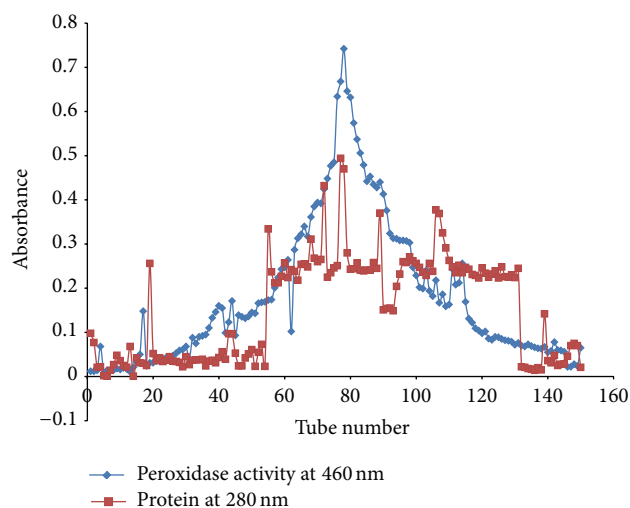 0.8
0.7
0.6
0.5
0.4
0.3
0.2
0.1
0
−0.1
Absorbance
0 20 40 60 80 100 120 140 160
Tube number
Peroxidase activity at 460 nm
Protein at 280 nm